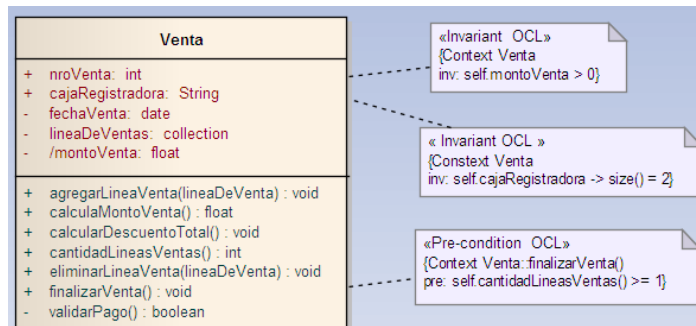 Venta
+ nroVenta: int
+ cajaRegistradora: String
- fechaVenta: date
- lineaDeVentas: collection
- /montoVenta: float
+ agregarLineaVenta(lineaDeVenta) : void
+ calculaMontoVenta() : float
+ calcularDescuentoTotal() : void
+ cantidadLineasVentas() : int
+ eliminarLineaVenta(lineaDeVenta) : void
+ finalizarVenta() : void
- validarPago() : boolean
«Invariant OCL»
{Context Venta
inv: self.montoVenta > 0}
« Invariant OCL »
{Constext Venta
inv: self.cajaRegistradora -> size() = 2}
«Pre-condition OCL»
{Context Venta::finalizarVenta()
pre: self.cantidadLineasVentas() >= 1}